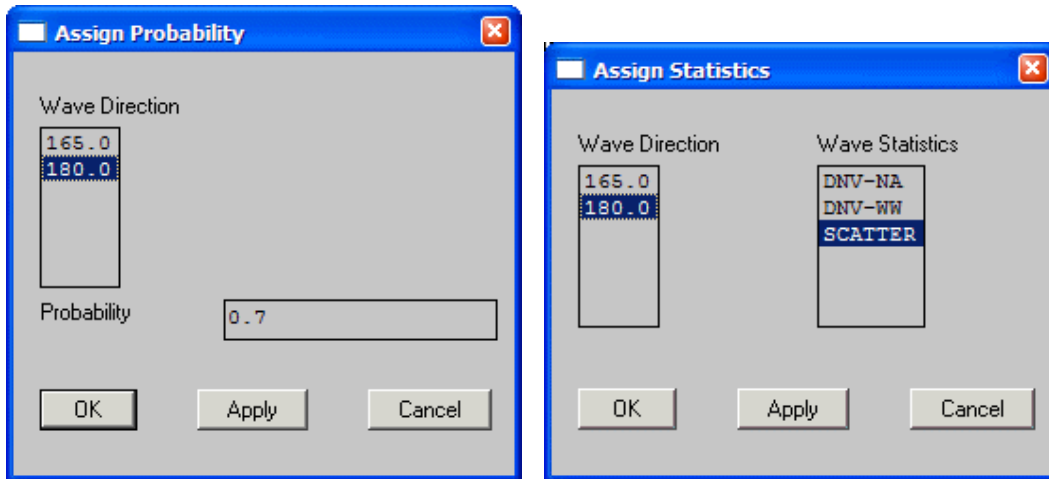 Assign Probability
Wave Direction
165.0
180.0
Probability
0.7
OK Apply Cancel
Assign Statistics
Wave Direction Wave Statistics
165.0 DNV-NA
180.0 DNV-WW
SCATTER
OK Apply Cancel